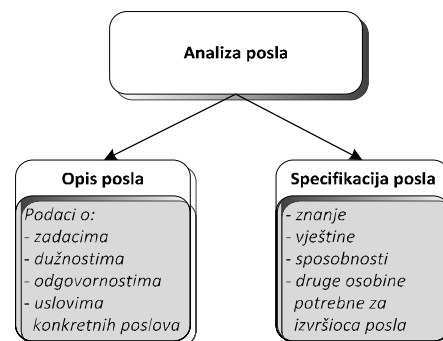 Analiza posla
Opis posla
Podaci o:
- zadacima
- dužnostima
- odgovornostima
- uslovima
konkretnih poslova
Specifikacija posla
- znanje
- vještine
- sposobnosti
- druge osobine
potrebne za
izvršioca posla